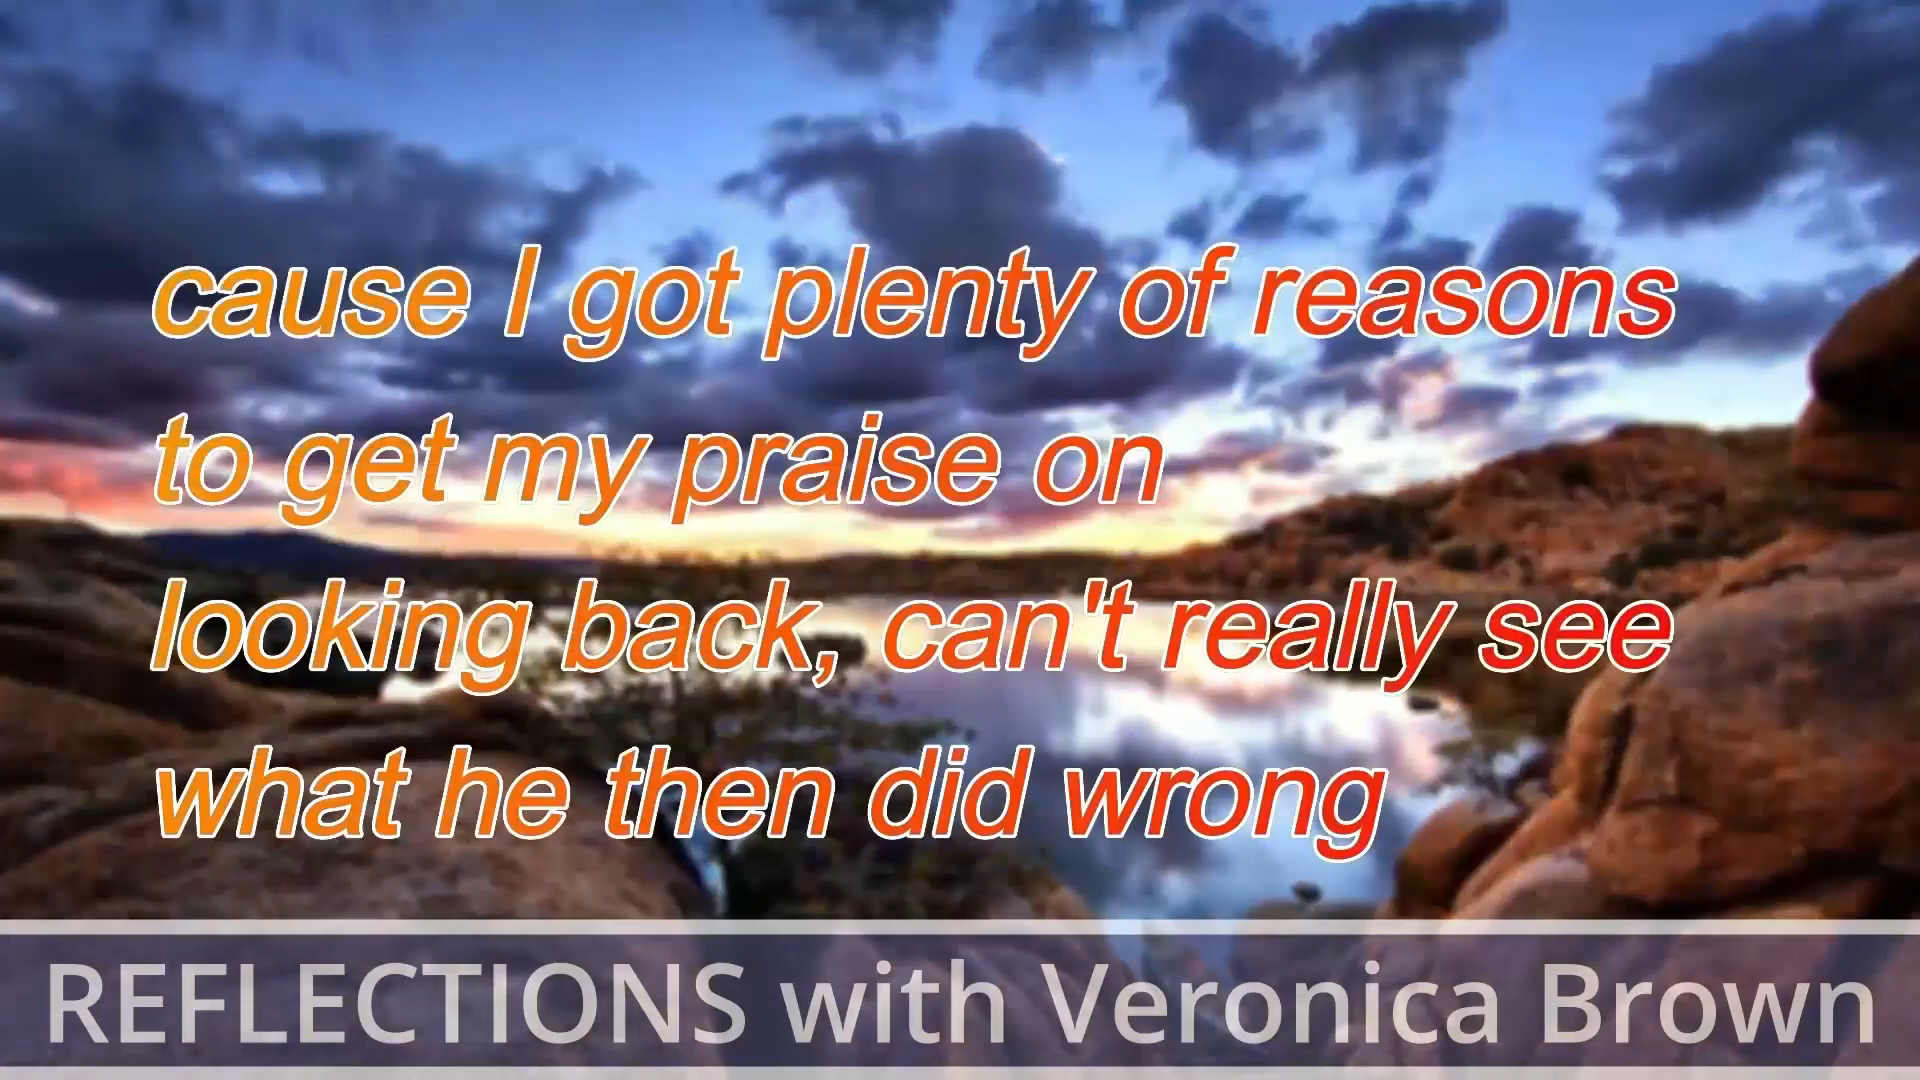 cause I got plenty of reasons
to get my praise on
looking back, can't really see
what he then did wrong
REFLECTIONS with Veronica Brown